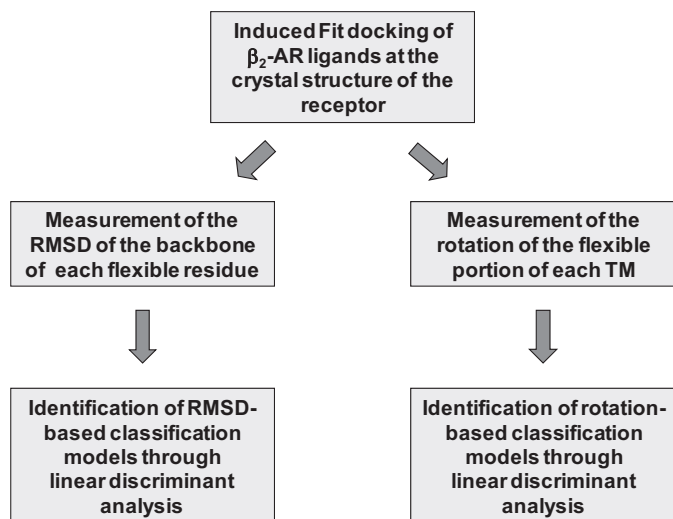 Induced Fit docking of
β₂-AR ligands at the
crystal structure of the
receptor
Measurement of the
RMSD of the backbone
of each flexible residue
Measurement of the
rotation of the flexible
portion of each TM
Identification of RMSD-
based classification
models through
linear discriminant
analysis
Identification of rotation-
based classification
models through
linear discriminant
analysis